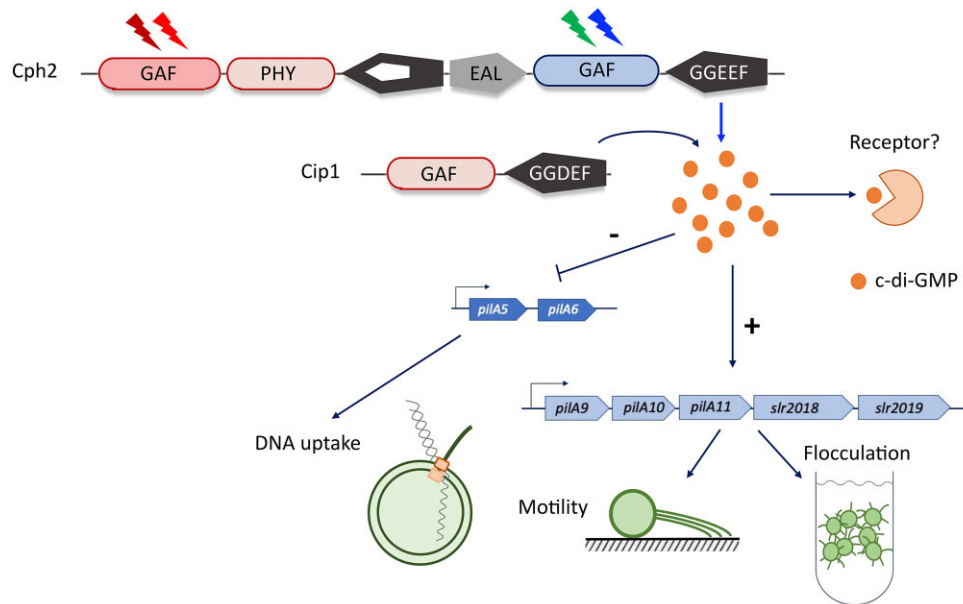 Cph2 GAF PHY EAL GAF GGEEF
Receptor?
Cip1 GAF GGDEF
-
c-di-GMP
pilA5 pilA6
+
pilA9 pilA10 pilA11 slr2018 slr2019
DNA uptake
Flocculation
Motility